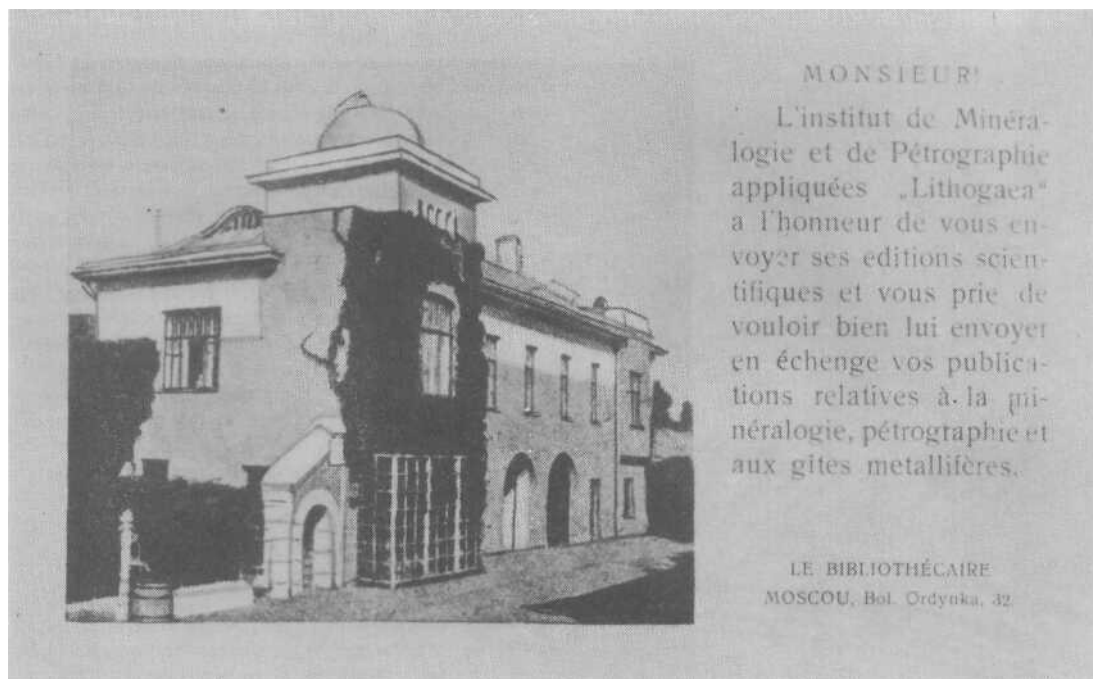 MONSIEUR!
L'institut de Minéra-
logie et de Pétrographie
appliquées „Lithogaea“
a l'honneur de vous en-
voyer ses editions scien-
tifiques et vous prie de
vouloir bien lui envoyer
en échenge vos publica-
tions relatives à la mi-
néralogie, pétrographie et
aux gîtes metallifères.
LE BIBLIOTHÉCAIRE
MOSCOU, Bol. Ordynka, 32.